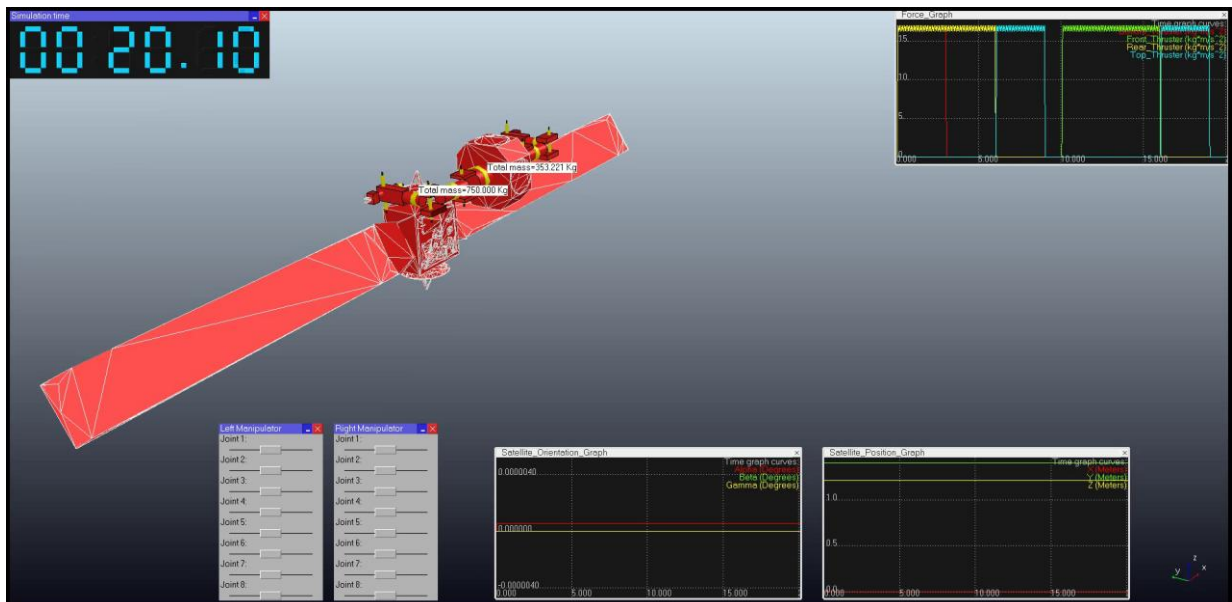 Simulation time
00 20.10
Force_Graph
Time graph curves:
Front_Thruster (kg*m/s^2)
Rear_Thruster (kg*m/s^2)
Top_Thruster (kg*m/s^2)
15.
10.
5.0
0.000 5.000 10.000 15.000
Total mass=353.221 Kg
Total mass=750.000 Kg
Left Manipulator
Joint 1:
Joint 2:
Joint 3:
Joint 4:
Joint 5:
Joint 6:
Joint 7:
Joint 8:
Right Manipulator
Joint 1:
Joint 2:
Joint 3:
Joint 4:
Joint 5:
Joint 6:
Joint 7:
Joint 8:
Satellite_Orientation_Graph
Time graph curves:
Alpha (Degrees)
Beta (Degrees)
Gamma (Degrees)
0.0000040
0.000000
-0.0000040
0.000 5.000 10.000 15.000
Satellite_Position_Graph
Time graph curves:
X (Meters)
Y (Meters)
Z (Meters)
1.0
0.5
0.0
0.000 5.000 10.000 15.000
z
y
x